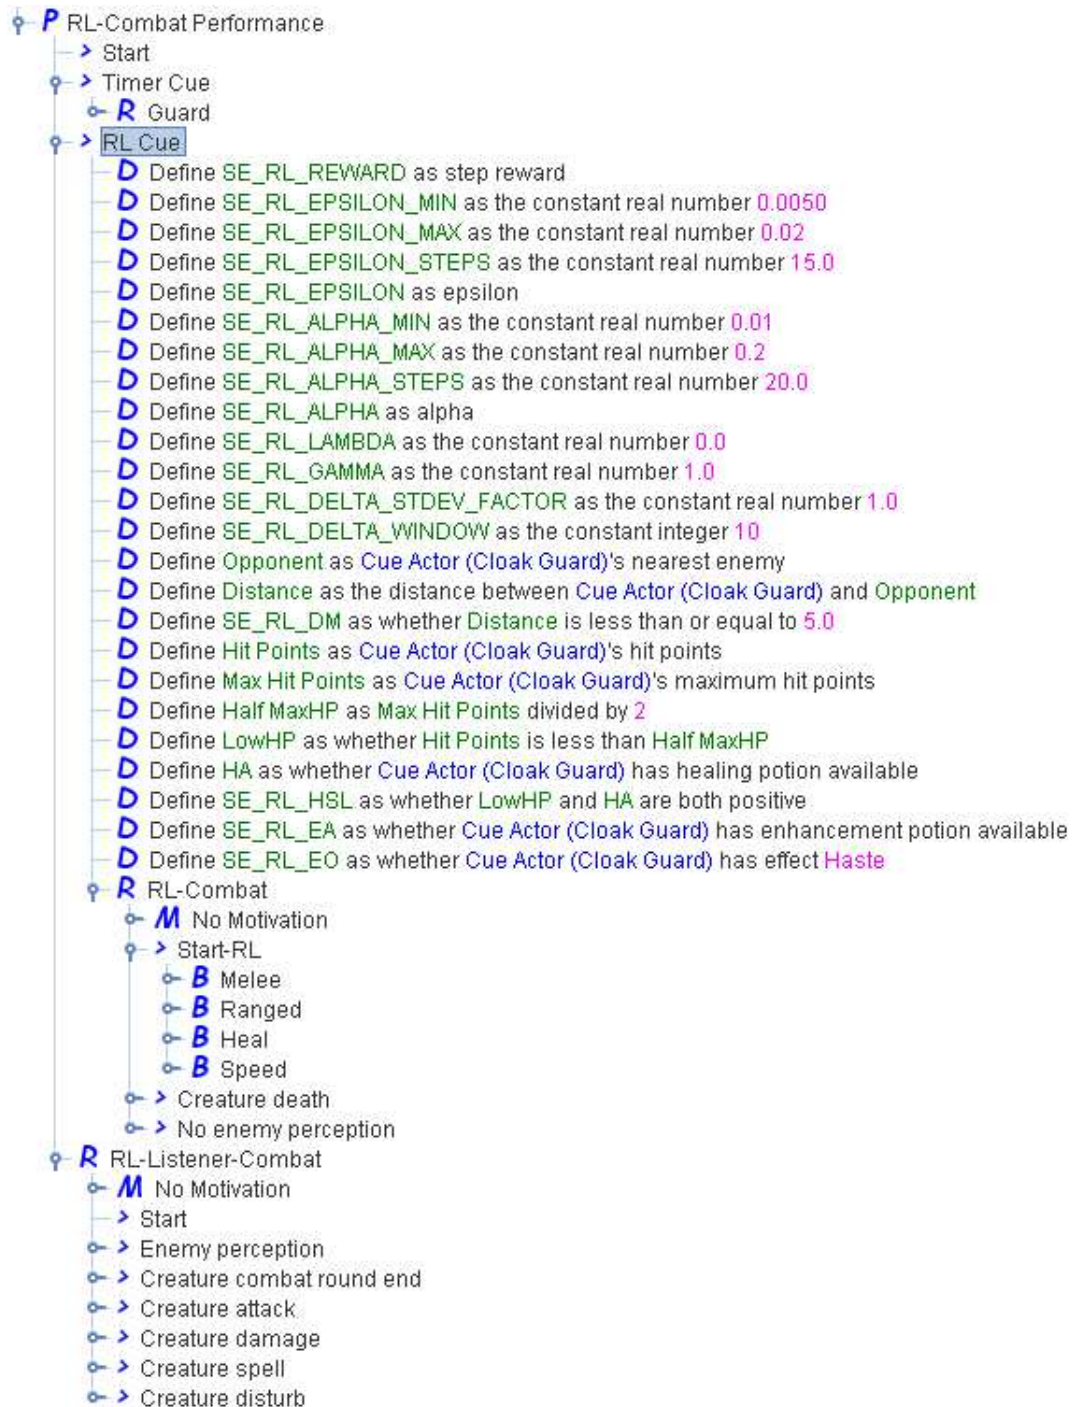 P RL-Combat Performance
> Start
> Timer Cue
R Guard
> RL Cue
D Define SE_RL_REWARD as step reward
D Define SE_RL_EPSILON_MIN as the constant real number 0.0050
D Define SE_RL_EPSILON_MAX as the constant real number 0.02
D Define SE_RL_EPSILON_STEPS as the constant real number 15.0
D Define SE_RL_EPSILON as epsilon
D Define SE_RL_ALPHA_MIN as the constant real number 0.01
D Define SE_RL_ALPHA_MAX as the constant real number 0.2
D Define SE_RL_ALPHA_STEPS as the constant real number 20.0
D Define SE_RL_ALPHA as alpha
D Define SE_RL_LAMBDA as the constant real number 0.0
D Define SE_RL_GAMMA as the constant real number 1.0
D Define SE_RL_DELTA_STDEV_FACTOR as the constant real number 1.0
D Define SE_RL_DELTA_WINDOW as the constant integer 10
D Define Opponent as Cue Actor (Cloak Guard)'s nearest enemy
D Define Distance as the distance between Cue Actor (Cloak Guard) and Opponent
D Define SE_RL_DM as whether Distance is less than or equal to 5.0
D Define Hit Points as Cue Actor (Cloak Guard)'s hit points
D Define Max Hit Points as Cue Actor (Cloak Guard)'s maximum hit points
D Define Half MaxHP as Max Hit Points divided by 2
D Define LowHP as whether Hit Points is less than Half MaxHP
D Define HA as whether Cue Actor (Cloak Guard) has healing potion available
D Define SE_RL_HSL as whether LowHP and HA are both positive
D Define SE_RL_EA as whether Cue Actor (Cloak Guard) has enhancement potion available
D Define SE_RL_EO as whether Cue Actor (Cloak Guard) has effect Haste
R RL-Combat
M No Motivation
> Start-RL
B Melee
B Ranged
B Heal
B Speed
> Creature death
> No enemy perception
R RL-Listener-Combat
M No Motivation
> Start
> Enemy perception
> Creature combat round end
> Creature attack
> Creature damage
> Creature spell
> Creature disturb